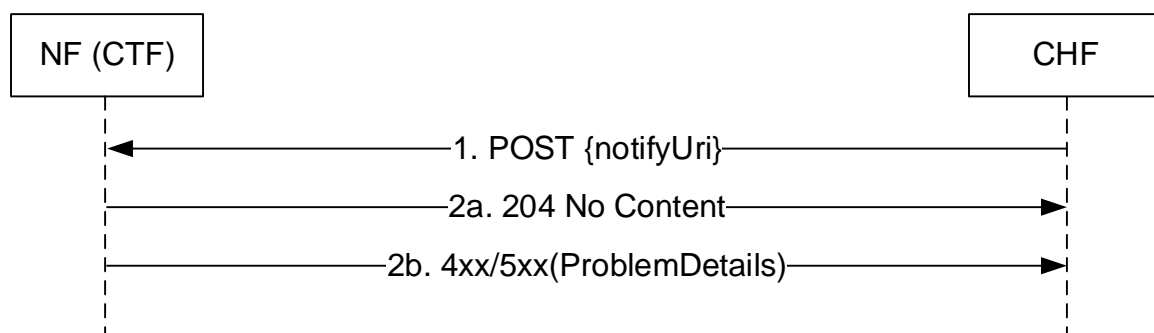 NF (CTF)
CHF
1. POST {notifyUri}
2a. 204 No Content
2b. 4xx/5xx(ProblemDetails)